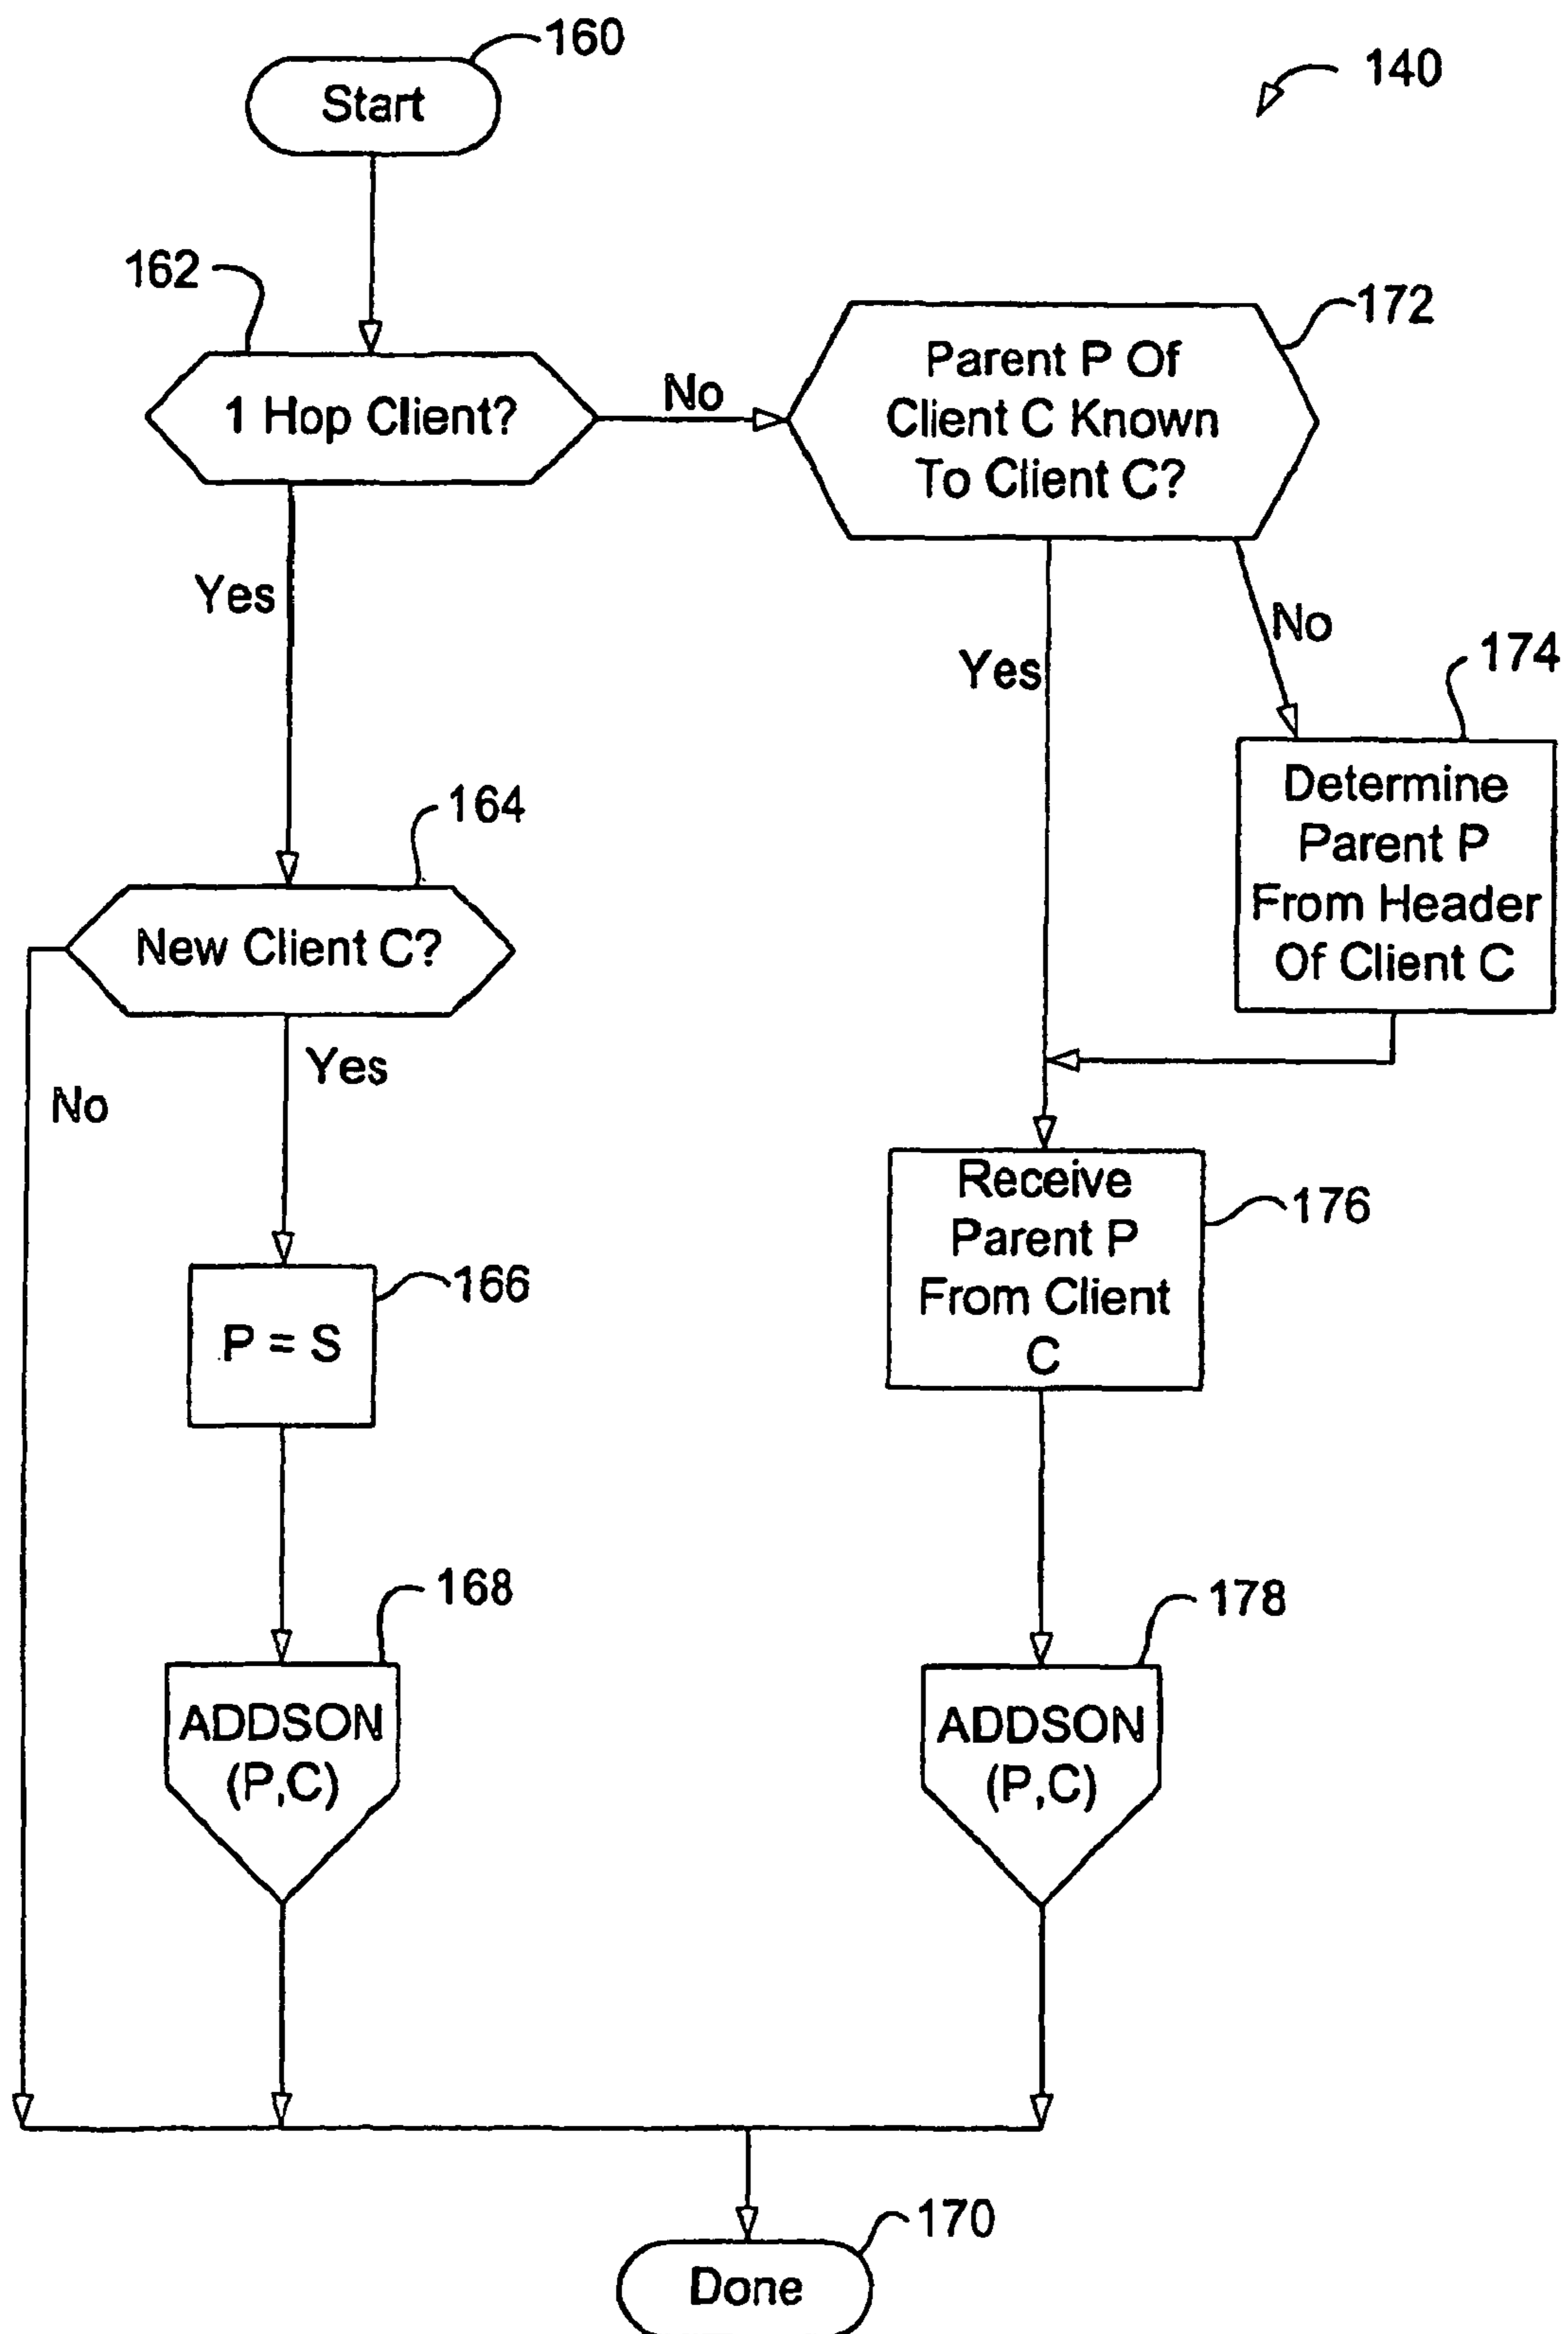 160
140
Start
162
1 Hop Client?
No
172
Parent P Of
Client C Known
To Client C?
Yes
Yes
No
174
Determine
Parent P
From Header
Of Client C
164
New Client C?
Yes
No
176
Receive
Parent P
From Client
C
166
P = S
168
ADDSON
(P,C)
178
ADDSON
(P,C)
170
Done